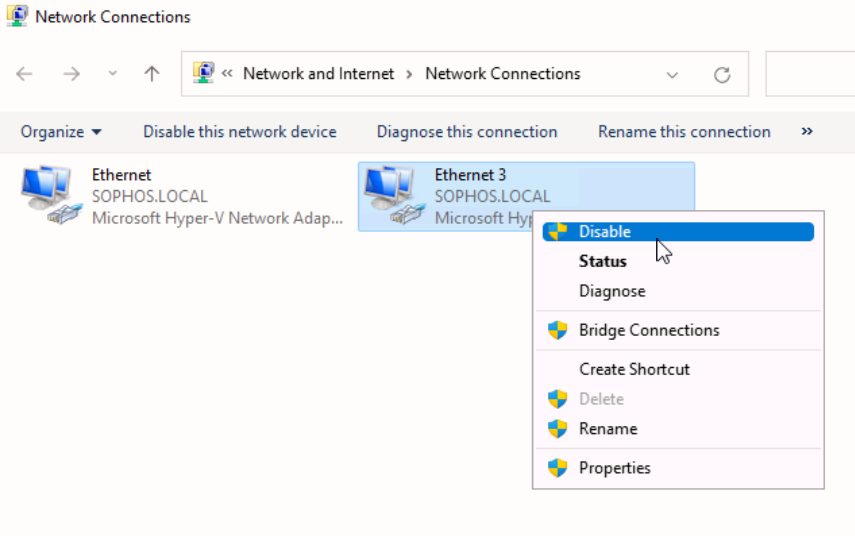 Network Connections
« Network and Internet › Network Connections
Organize Disable this network device Diagnose this connection Rename this connection »
Ethernet
SOPHOS.LOCAL
Microsoft Hyper-V Network Adap...
Ethernet 3
SOPHOS.LOCAL
Microsoft
Disable
Status
Diagnose
Bridge Connections
Create Shortcut
Delete
Rename
Properties